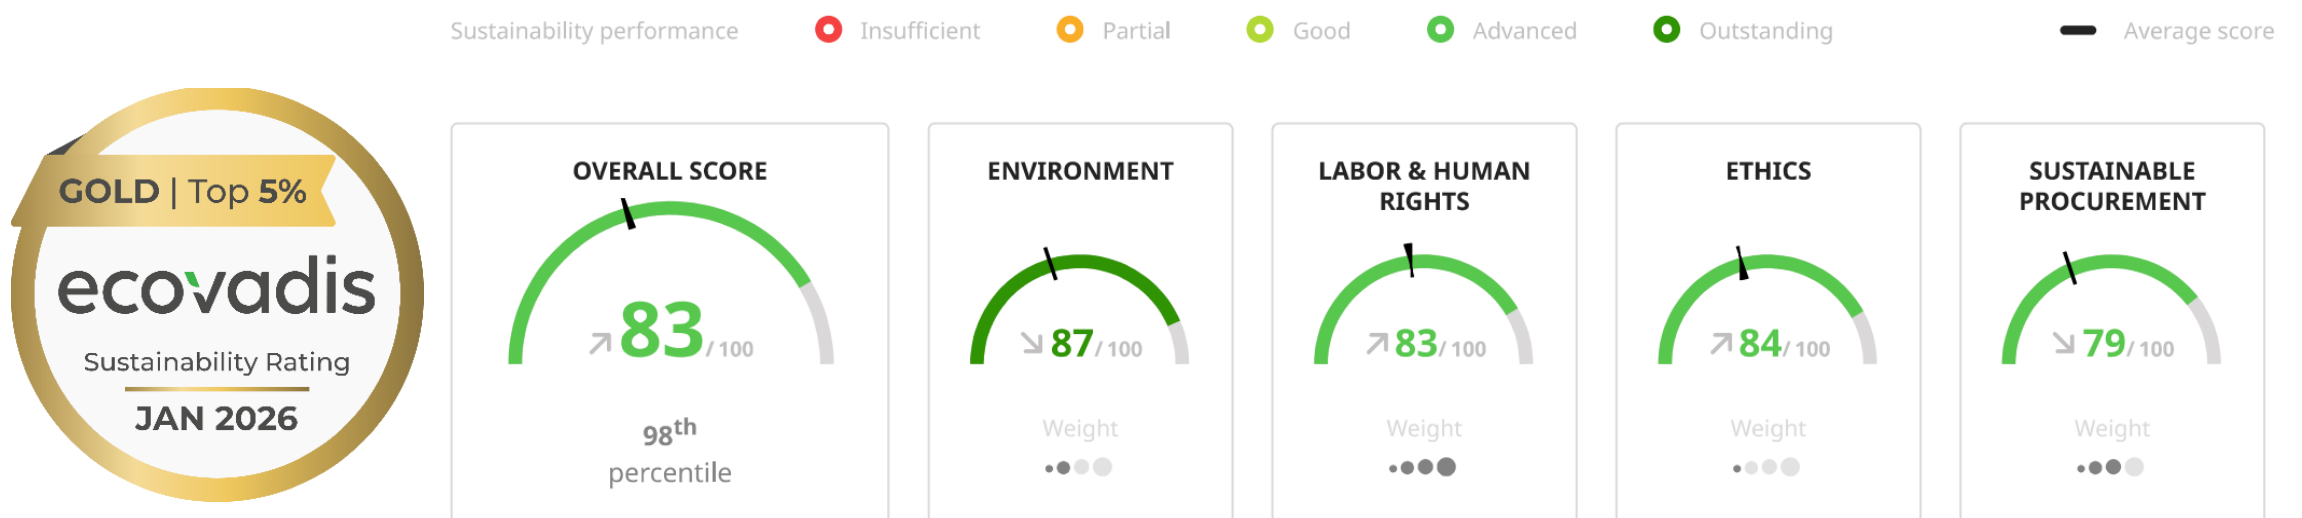 Sustainability performance Insufficient Partial Good Advanced Outstanding Average score
GOLD | Top 5%
ecovadis
Sustainability Rating
JAN 2026
OVERALL SCORE
83/ 100
98th
percentile
ENVIRONMENT
87/ 100
Weight
LABOR & HUMAN
RIGHTS
83/ 100
Weight
ETHICS
84/ 100
Weight
SUSTAINABLE
PROCUREMENT
79/ 100
Weight